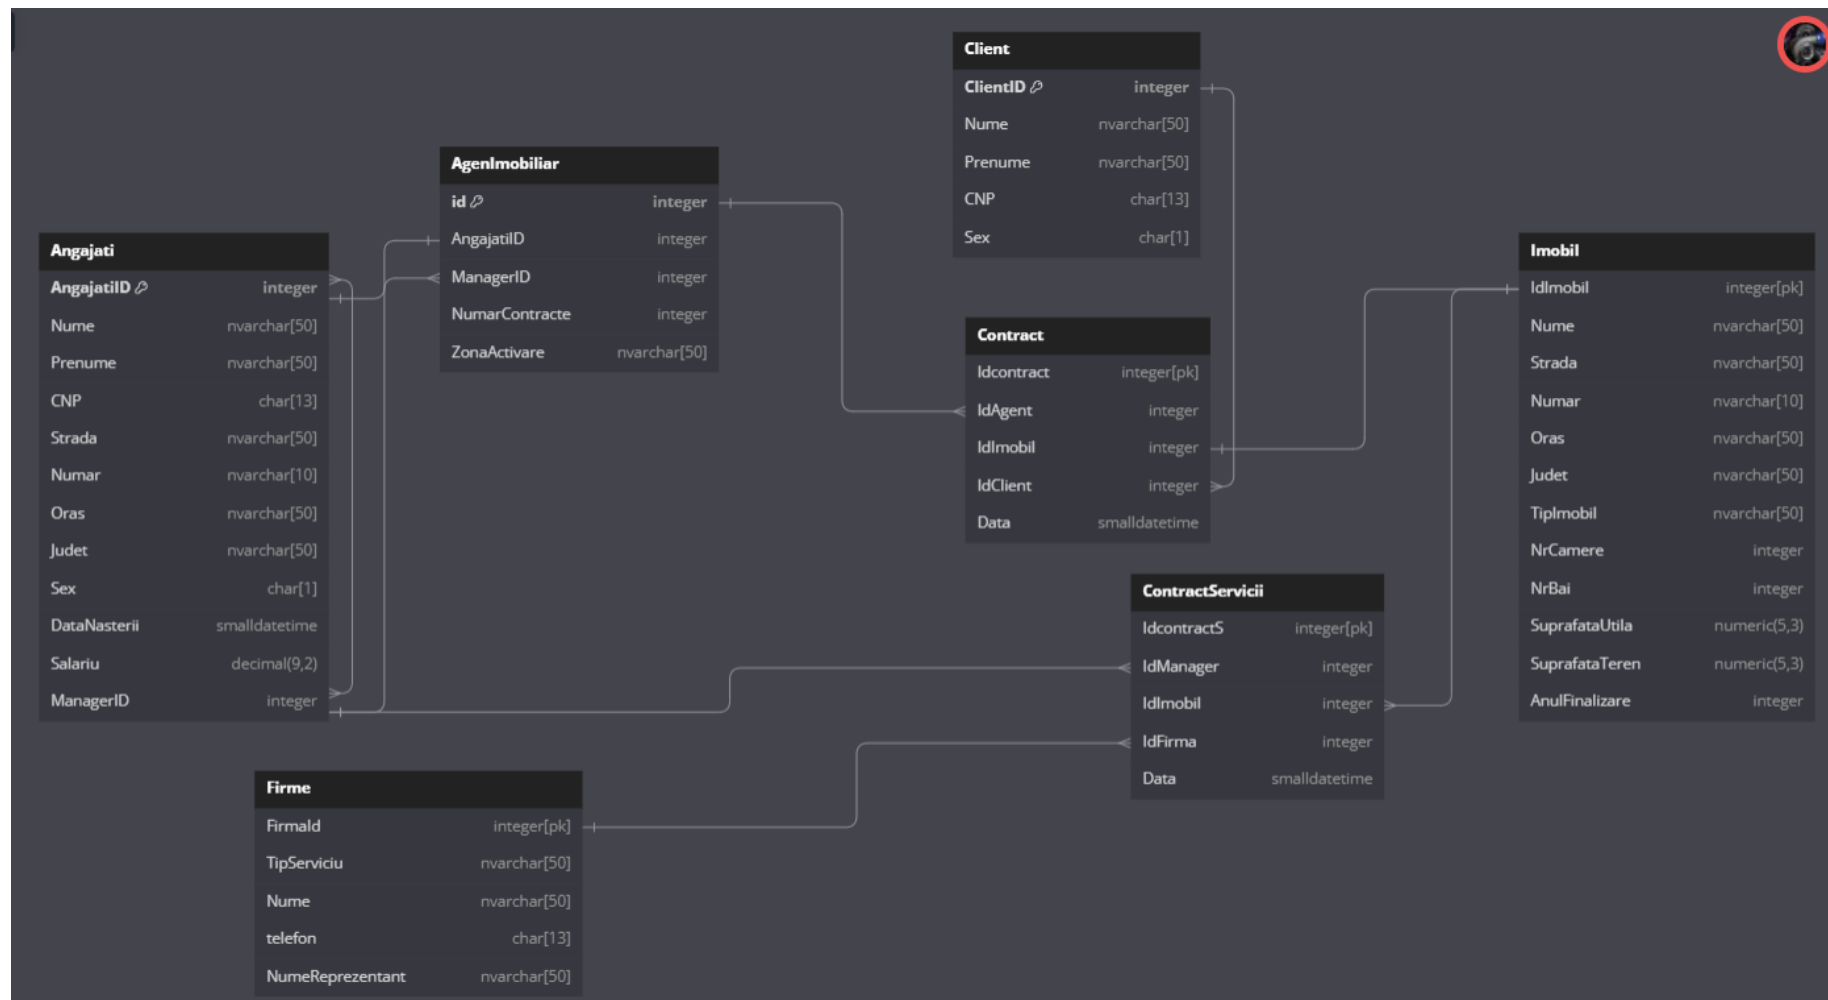 Client
ClientID integer
Nume nvarchar[50]
Prenume nvarchar[50]
CNP char[13]
Sex char[1]
AgenImobiliar
id integer
AngajatiID integer
ManagerID integer
NumarContracte integer
ZonaActivare nvarchar[50]
Angajati
AngajatiID integer
Nume nvarchar[50]
Prenume nvarchar[50]
CNP char[13]
Strada nvarchar[50]
Numar nvarchar[10]
Oras nvarchar[50]
Judet nvarchar[50]
Sex char[1]
DataNasterii smalldatetime
Salariu decimal(9,2)
ManagerID integer
Imobil
IdImobil integer[pk]
Nume nvarchar[50]
Strada nvarchar[50]
Numar nvarchar[10]
Oras nvarchar[50]
Judet nvarchar[50]
TipImobil nvarchar[50]
NrCamere integer
NrBai integer
SuprafataUtila numeric(5,3)
SuprafataTeren numeric(5,3)
AnulFinalizare integer
Contract
Idcontract integer[pk]
IdAgent integer
IdImobil integer
IdClient integer
Data smalldatetime
ContractServicii
IdcontractS integer[pk]
IdManager integer
IdImobil integer
IdFirma integer
Data smalldatetime
Firme
FirmaId integer[pk]
TipServiciu nvarchar[50]
Nume nvarchar[50]
telefon char[13]
NumeReprezentant nvarchar[50]